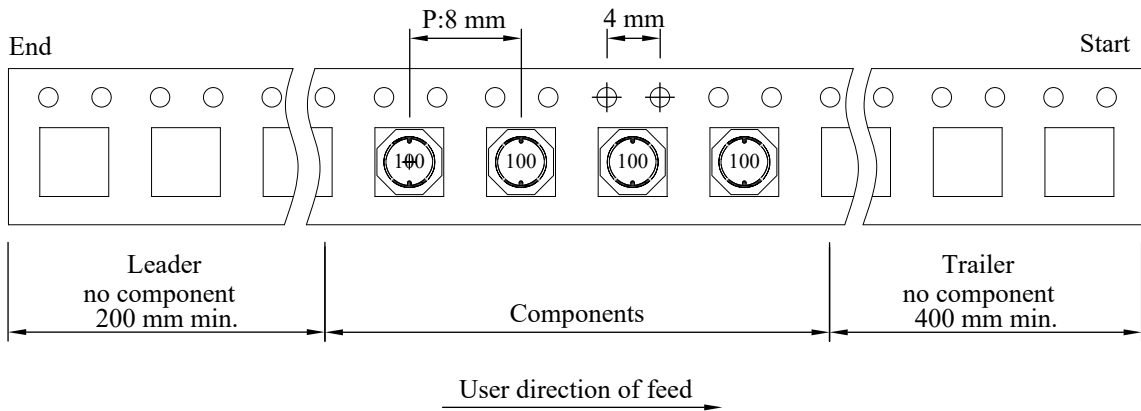 P:8 mm
4 mm
End
Start
100
100
100
100
Leader
no component
200 mm min.
Components
Trailer
no component
400 mm min.
User direction of feed